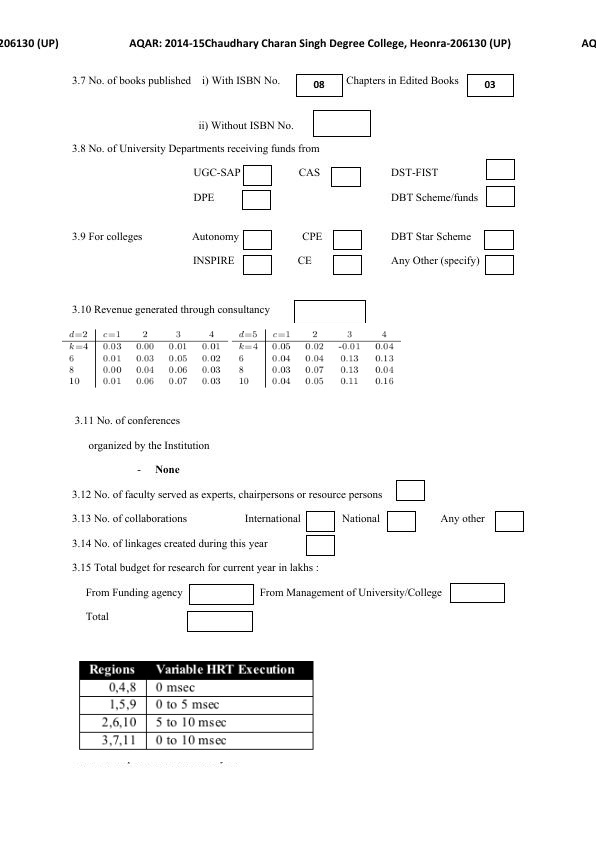 206130 (UP) AQAR: 2014-15Chaudhary Charan Singh Degree College, Heonra-206130 (UP) AQ
3.7 No. of books published i) With ISBN No. 08 Chapters in Edited Books 03
ii) Without ISBN No.
3.8 No. of University Departments receiving funds from
UGC-SAP CAS DST-FIST
DPE DBT Scheme/funds
3.9 For colleges Autonomy CPE DBT Star Scheme
INSPIRE CE Any Other (specify)
3.10 Revenue generated through consultancy
d=2 c=1 2 3 4 d=5 c=1 2 3 4
k=4 0.03 0.00 0.01 0.01 k=4 0.05 0.02 -0.01 0.04
6 0.01 0.03 0.05 0.02 6 0.04 0.04 0.13 0.13
8 0.00 0.04 0.06 0.03 8 0.03 0.07 0.13 0.04
10 0.01 0.06 0.07 0.03 10 0.04 0.05 0.11 0.16
3.11 No. of conferences
organized by the Institution
- None
3.12 No. of faculty served as experts, chairpersons or resource persons
3.13 No. of collaborations International National Any other
3.14 No. of linkages created during this year
3.15 Total budget for research for current year in lakhs :
From Funding agency From Management of University/College
Total
Regions Variable HRT Execution
0,4,8 0 msec
1,5,9 0 to 5 msec
2,6,10 5 to 10 msec
3,7,11 0 to 10 msec